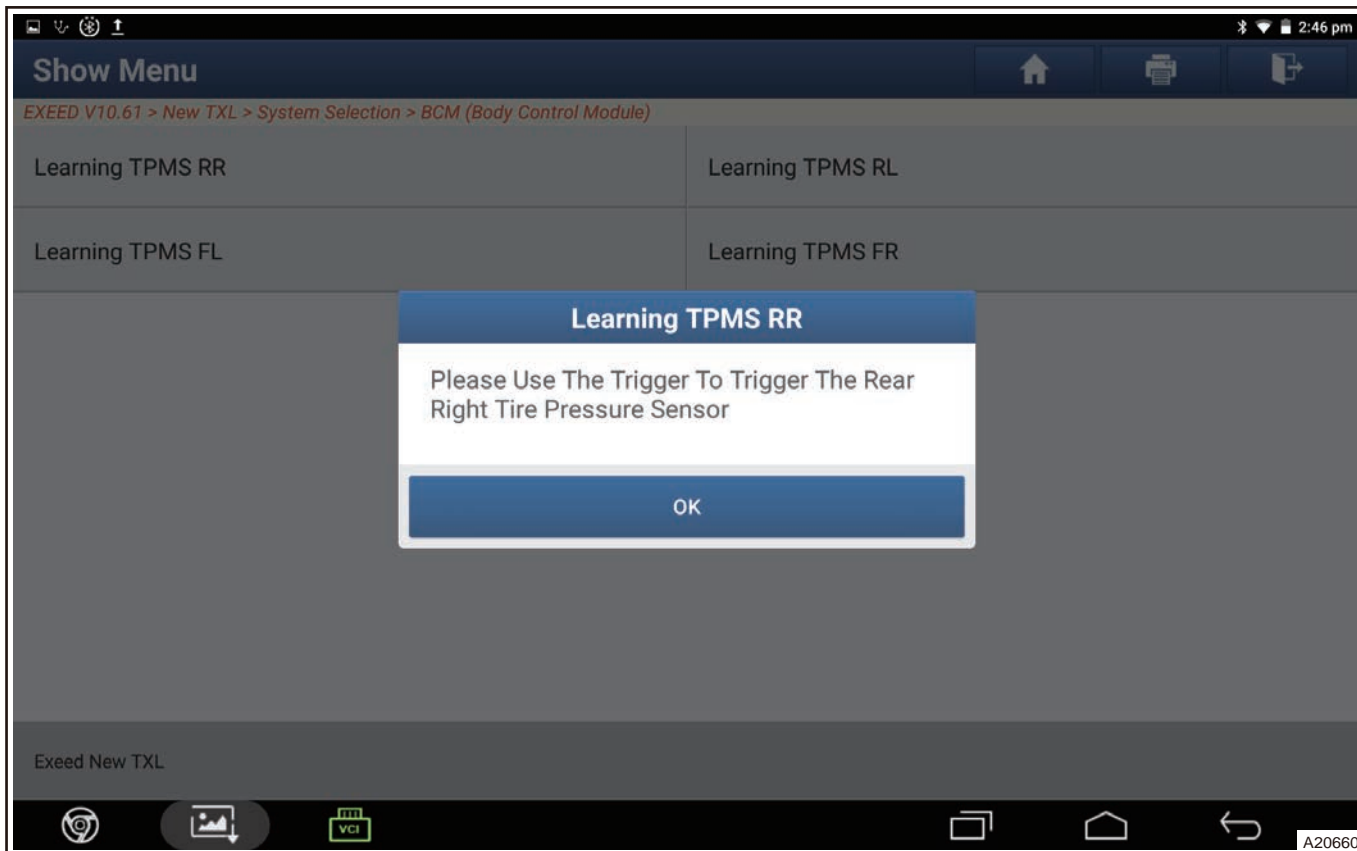 2:46 pm
Show Menu
EXEED V10.61 > New TXL > System Selection > BCM (Body Control Module)
Learning TPMS RR
Learning TPMS RL
Learning TPMS FL
Learning TPMS FR
Learning TPMS RR
Please Use The Trigger To Trigger The Rear
Right Tire Pressure Sensor
OK
Exeed New TXL
VCI
A20660